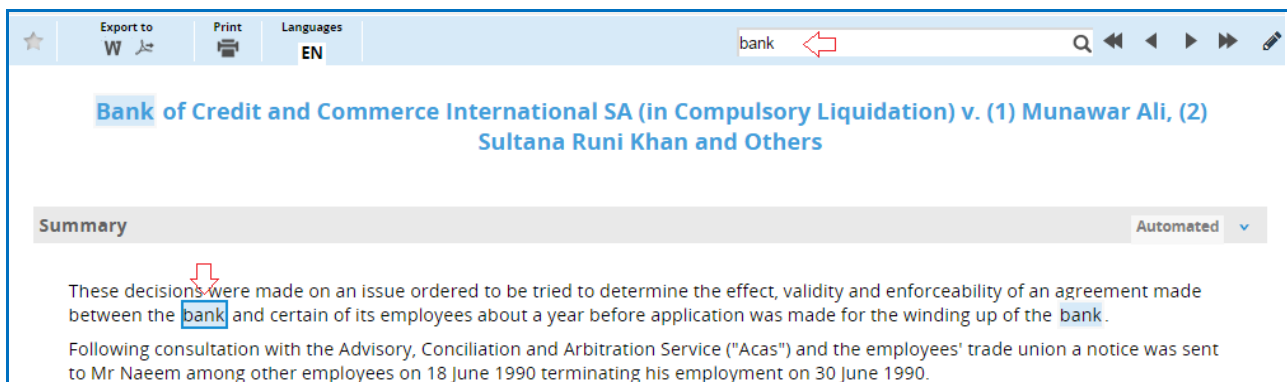 Export to Print Languages
EN
bank
Bank of Credit and Commerce International SA (in Compulsory Liquidation) v. (1) Munawar Ali, (2)
Sultana Runi Khan and Others
Summary Automated
These decisions were made on an issue ordered to be tried to determine the effect, validity and enforceability of an agreement made
between the bank and certain of its employees about a year before application was made for the winding up of the bank.
Following consultation with the Advisory, Conciliation and Arbitration Service ("Acas") and the employees' trade union a notice was sent
to Mr Naeem among other employees on 18 June 1990 terminating his employment on 30 June 1990.